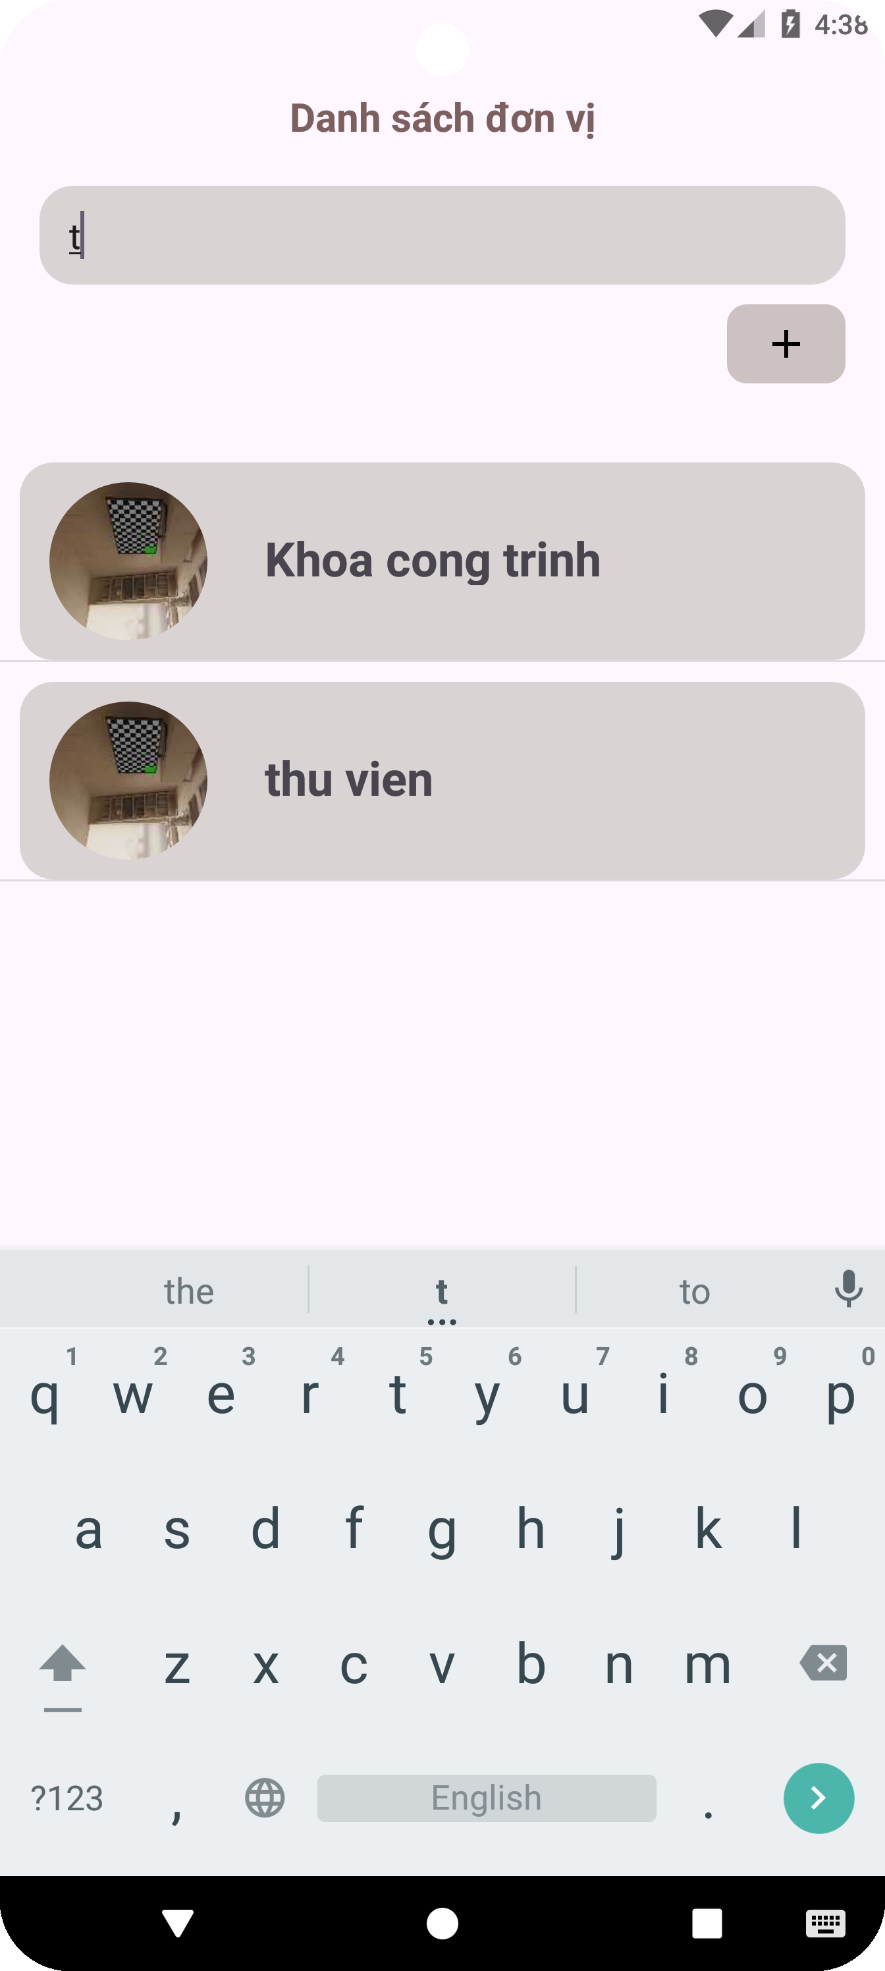 4:38
Danh sách đơn vị
t
+
Khoa cong trinh
thu vien
the t to
1 2 3 4 5 6 7 8 9 0
q w e r t y u i o p
a s d f g h j k l
z x c v b n m
?123 , English .